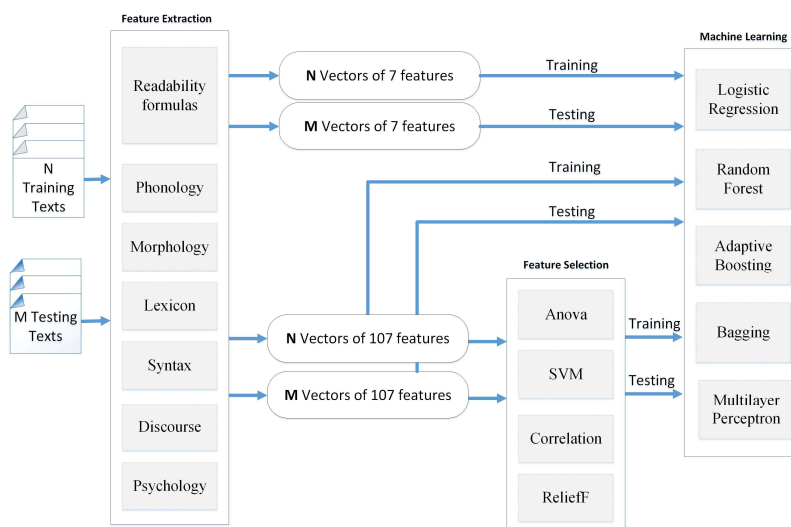 Feature Extraction
Readability
formulas
Phonology
Morphology
Lexicon
Syntax
Discourse
Psychology
N
Training
Texts
M Testing
Texts
N Vectors of 7 features
M Vectors of 7 features
N Vectors of 107 features
M Vectors of 107 features
Training
Testing
Training
Testing
Feature Selection
Anova
SVM
Correlation
ReliefF
Training
Testing
Machine Learning
Logistic
Regression
Random
Forest
Adaptive
Boosting
Bagging
Multilayer
Perceptron